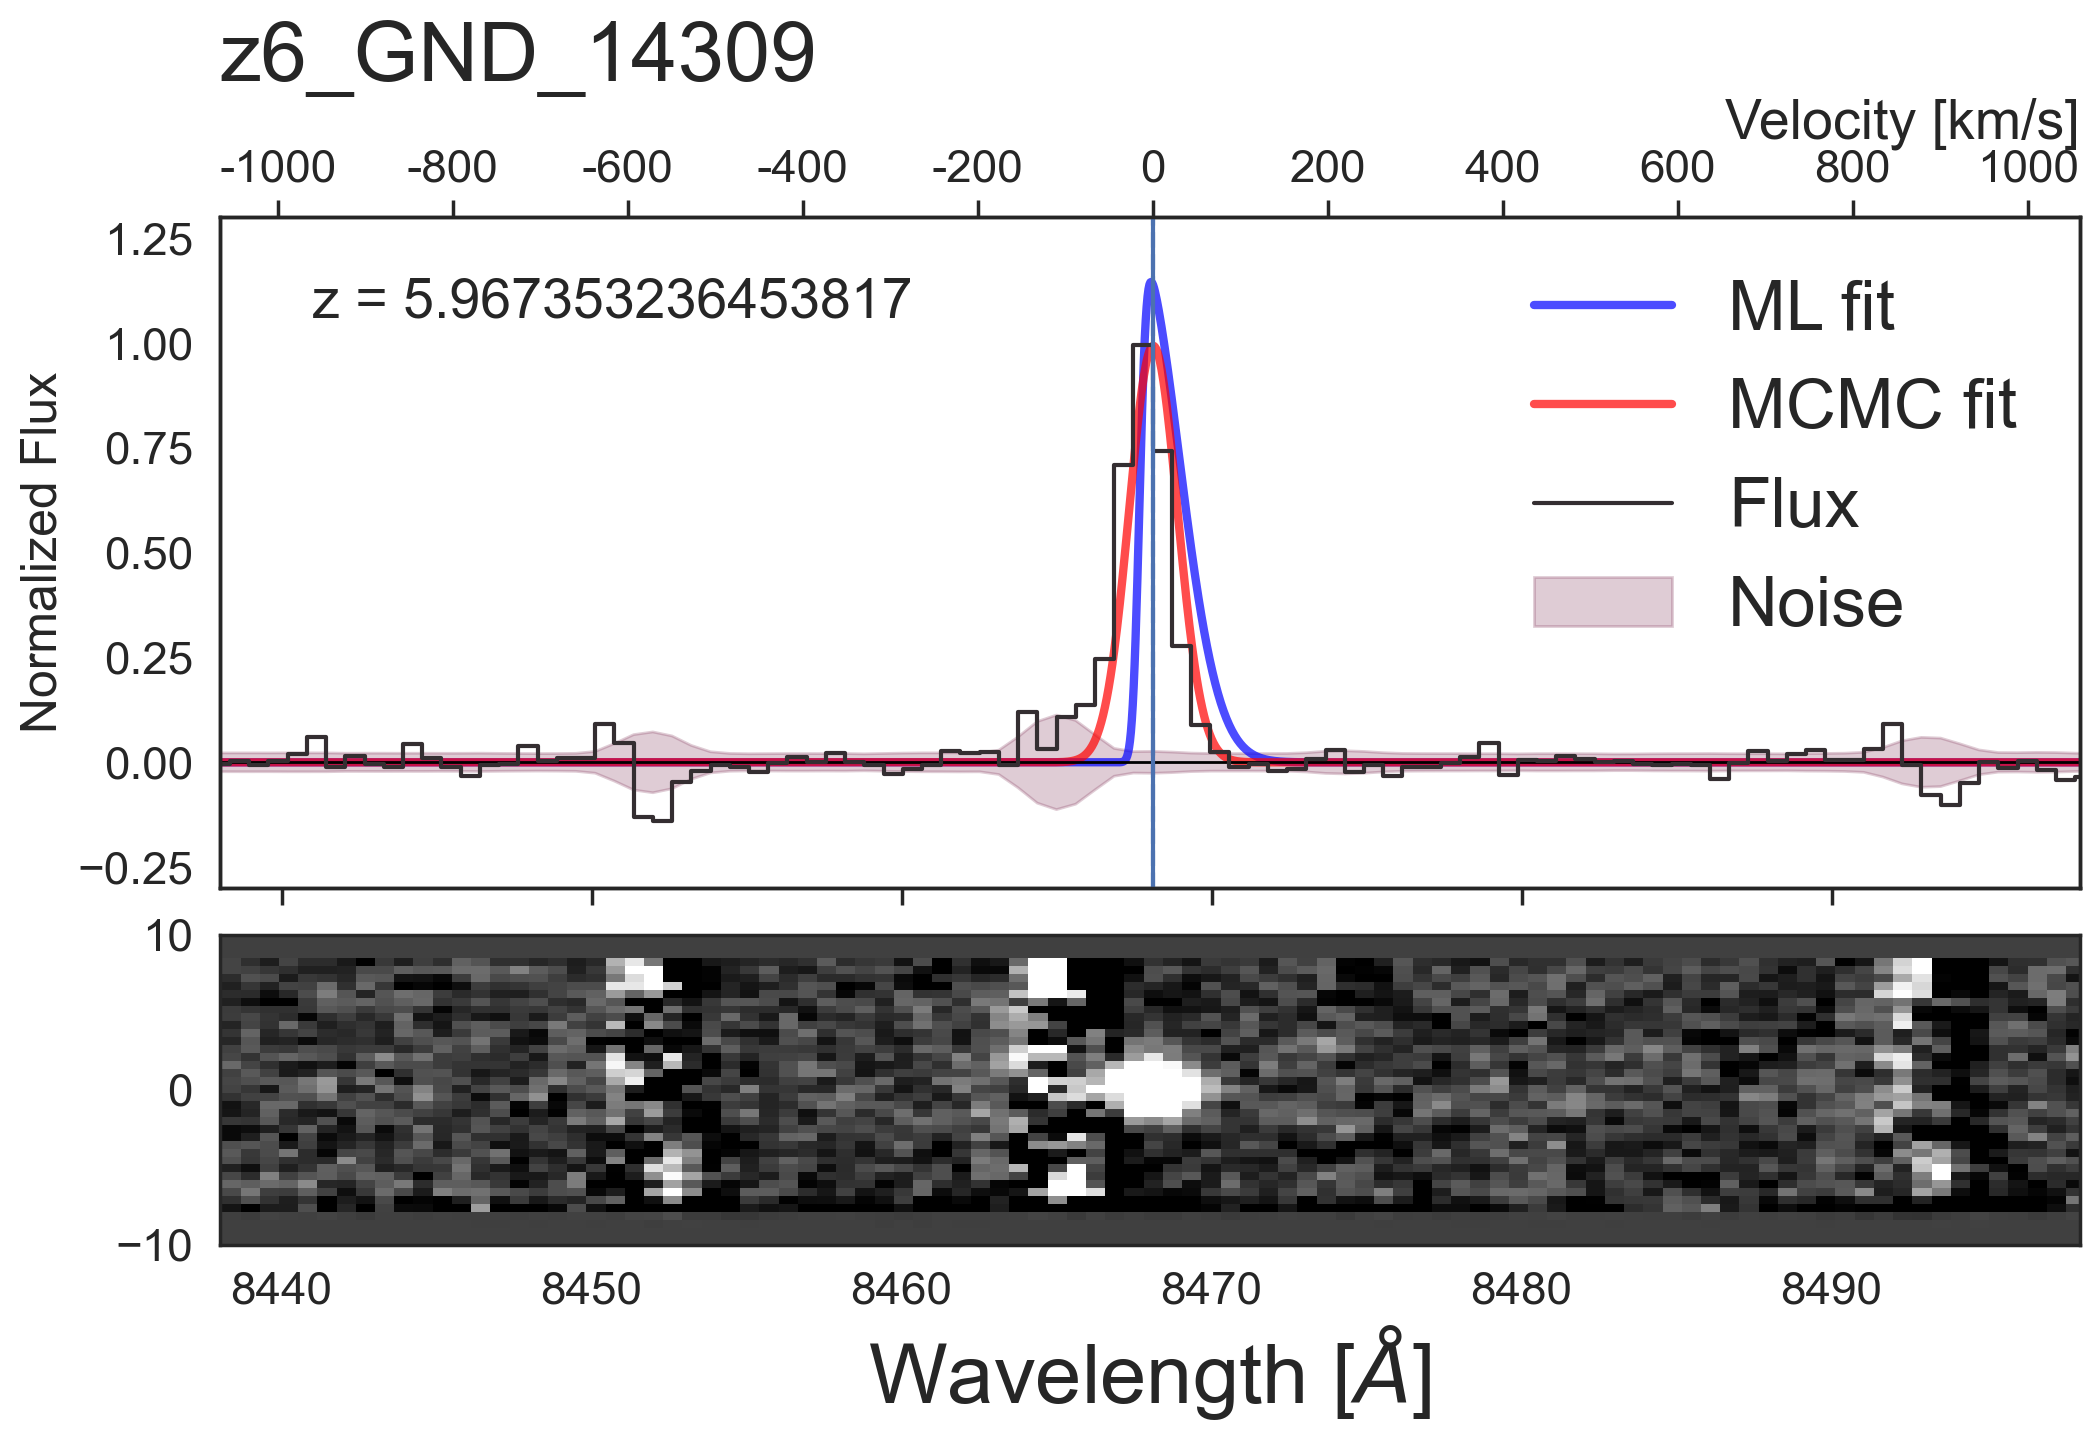 z6_GND_14309
Velocity [km/s]
-1000 -800 -600 -400 -200 0 200 400 600 800 1000
z = 5.967353236453817
ML fit
MCMC fit
Flux
Noise
Normalized Flux
1.25
1.00
0.75
0.50
0.25
0.00
−0.25
10
0
−10
8440 8450 8460 8470 8480 8490
Wavelength [Å]